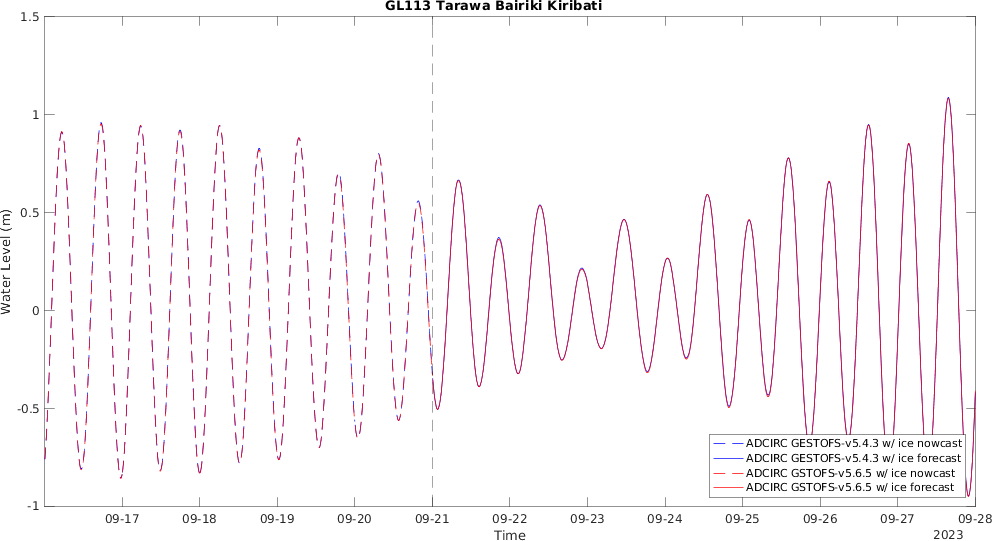 GL113 Tarawa Bairiki Kiribati
1.5
1
0.5
0
-0.5
-1
Water Level (m)
ADCIRC GESTOFS-v5.4.3 w/ ice nowcast
ADCIRC GESTOFS-v5.4.3 w/ ice forecast
ADCIRC GSTOFS-v5.6.5 w/ ice nowcast
ADCIRC GSTOFS-v5.6.5 w/ ice forecast
09-17 09-18 09-19 09-20 09-21 09-22 09-23 09-24 09-25 09-26 09-27 09-28
Time
2023